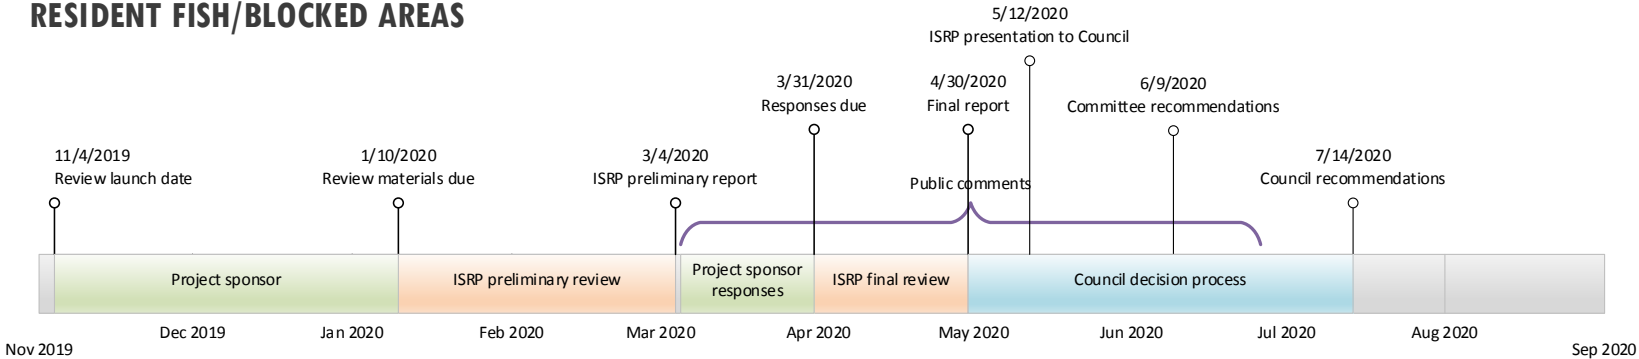 RESIDENT FISH/BLOCKED AREAS
5/12/2020
ISRP presentation to Council
3/31/2020
Responses due
4/30/2020
Final report
6/9/2020
Committee recommendations
11/4/2019
Review launch date
1/10/2020
Review materials due
3/4/2020
ISRP preliminary report
Public comments
7/14/2020
Council recommendations
Project sponsor
ISRP preliminary review
Project sponsor
responses
ISRP final review
Council decision process
Nov 2019
Dec 2019
Jan 2020
Feb 2020
Mar 2020
Apr 2020
May 2020
Jun 2020
Jul 2020
Aug 2020
Sep 2020